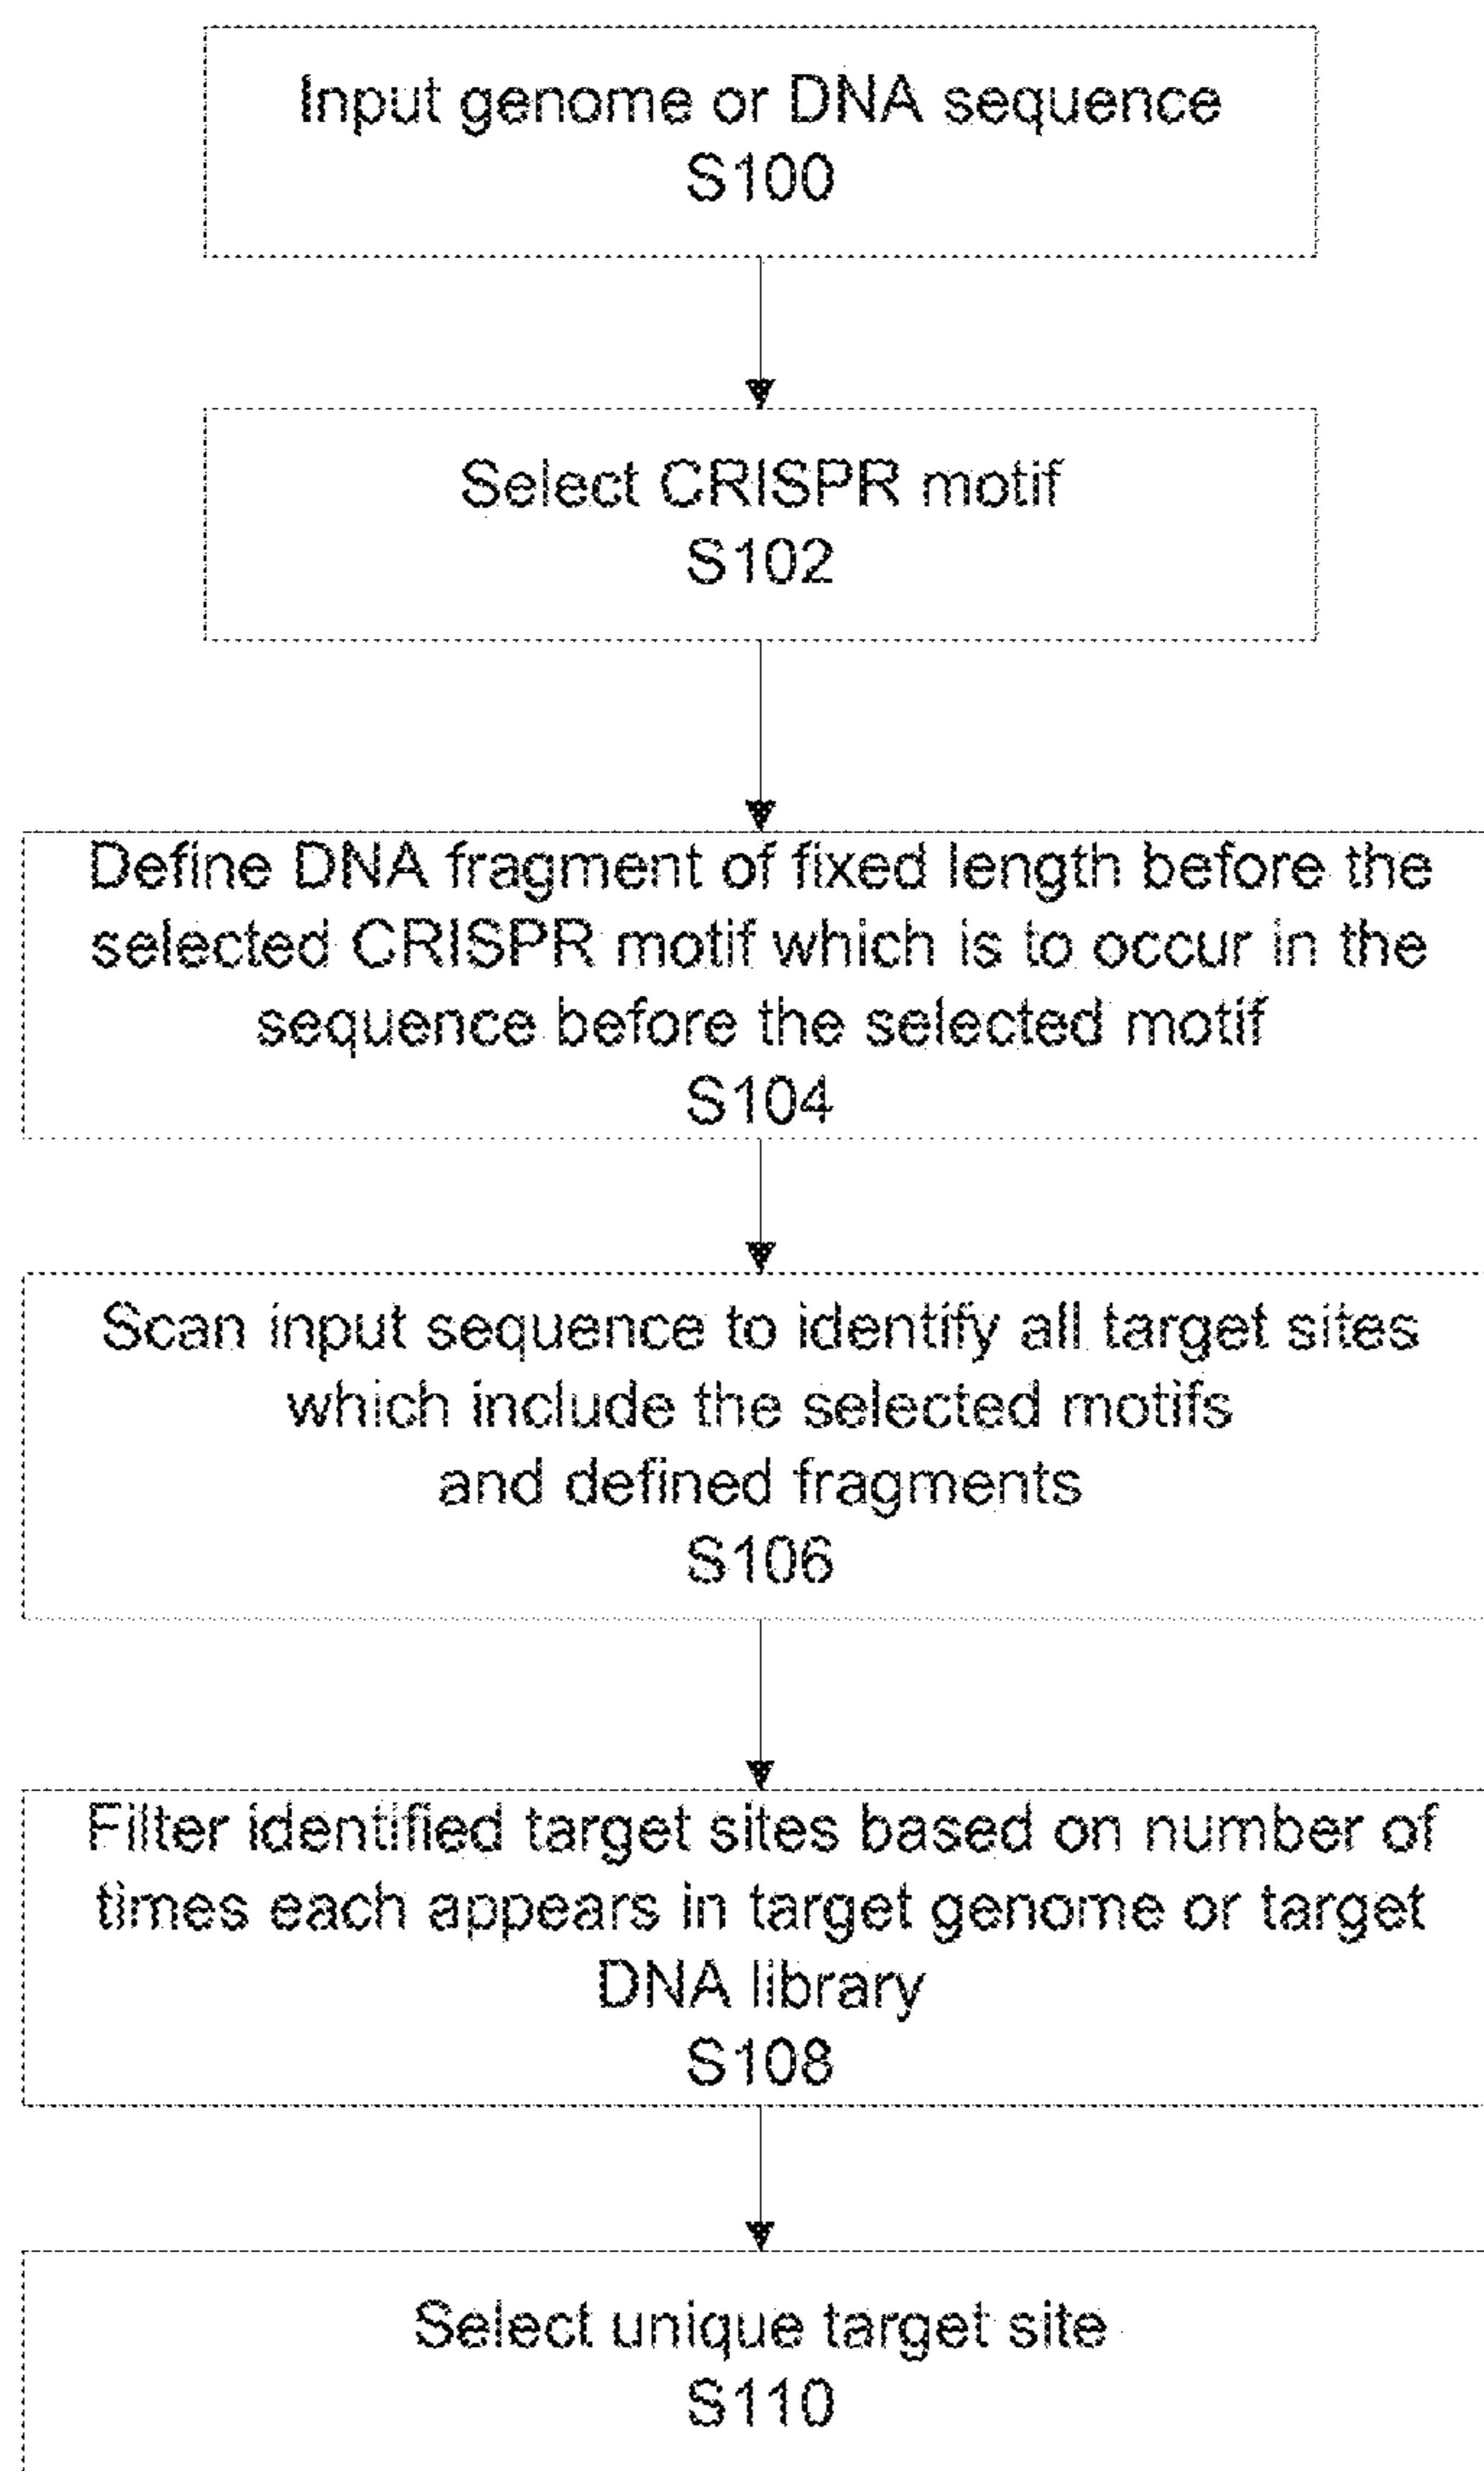 Input genome or DNA sequence
S100
Select CRISPR motif
S102
Define DNA fragment of fixed length before the
selected CRISPR motif which is to occur in the
sequence before the selected motif
S104
Scan input sequence to identify all target sites
which include the selected motifs
and defined fragments
S106
Filter identified target sites based on number of
times each appears in target genome or target
DNA library
S108
Select unique target site
S110